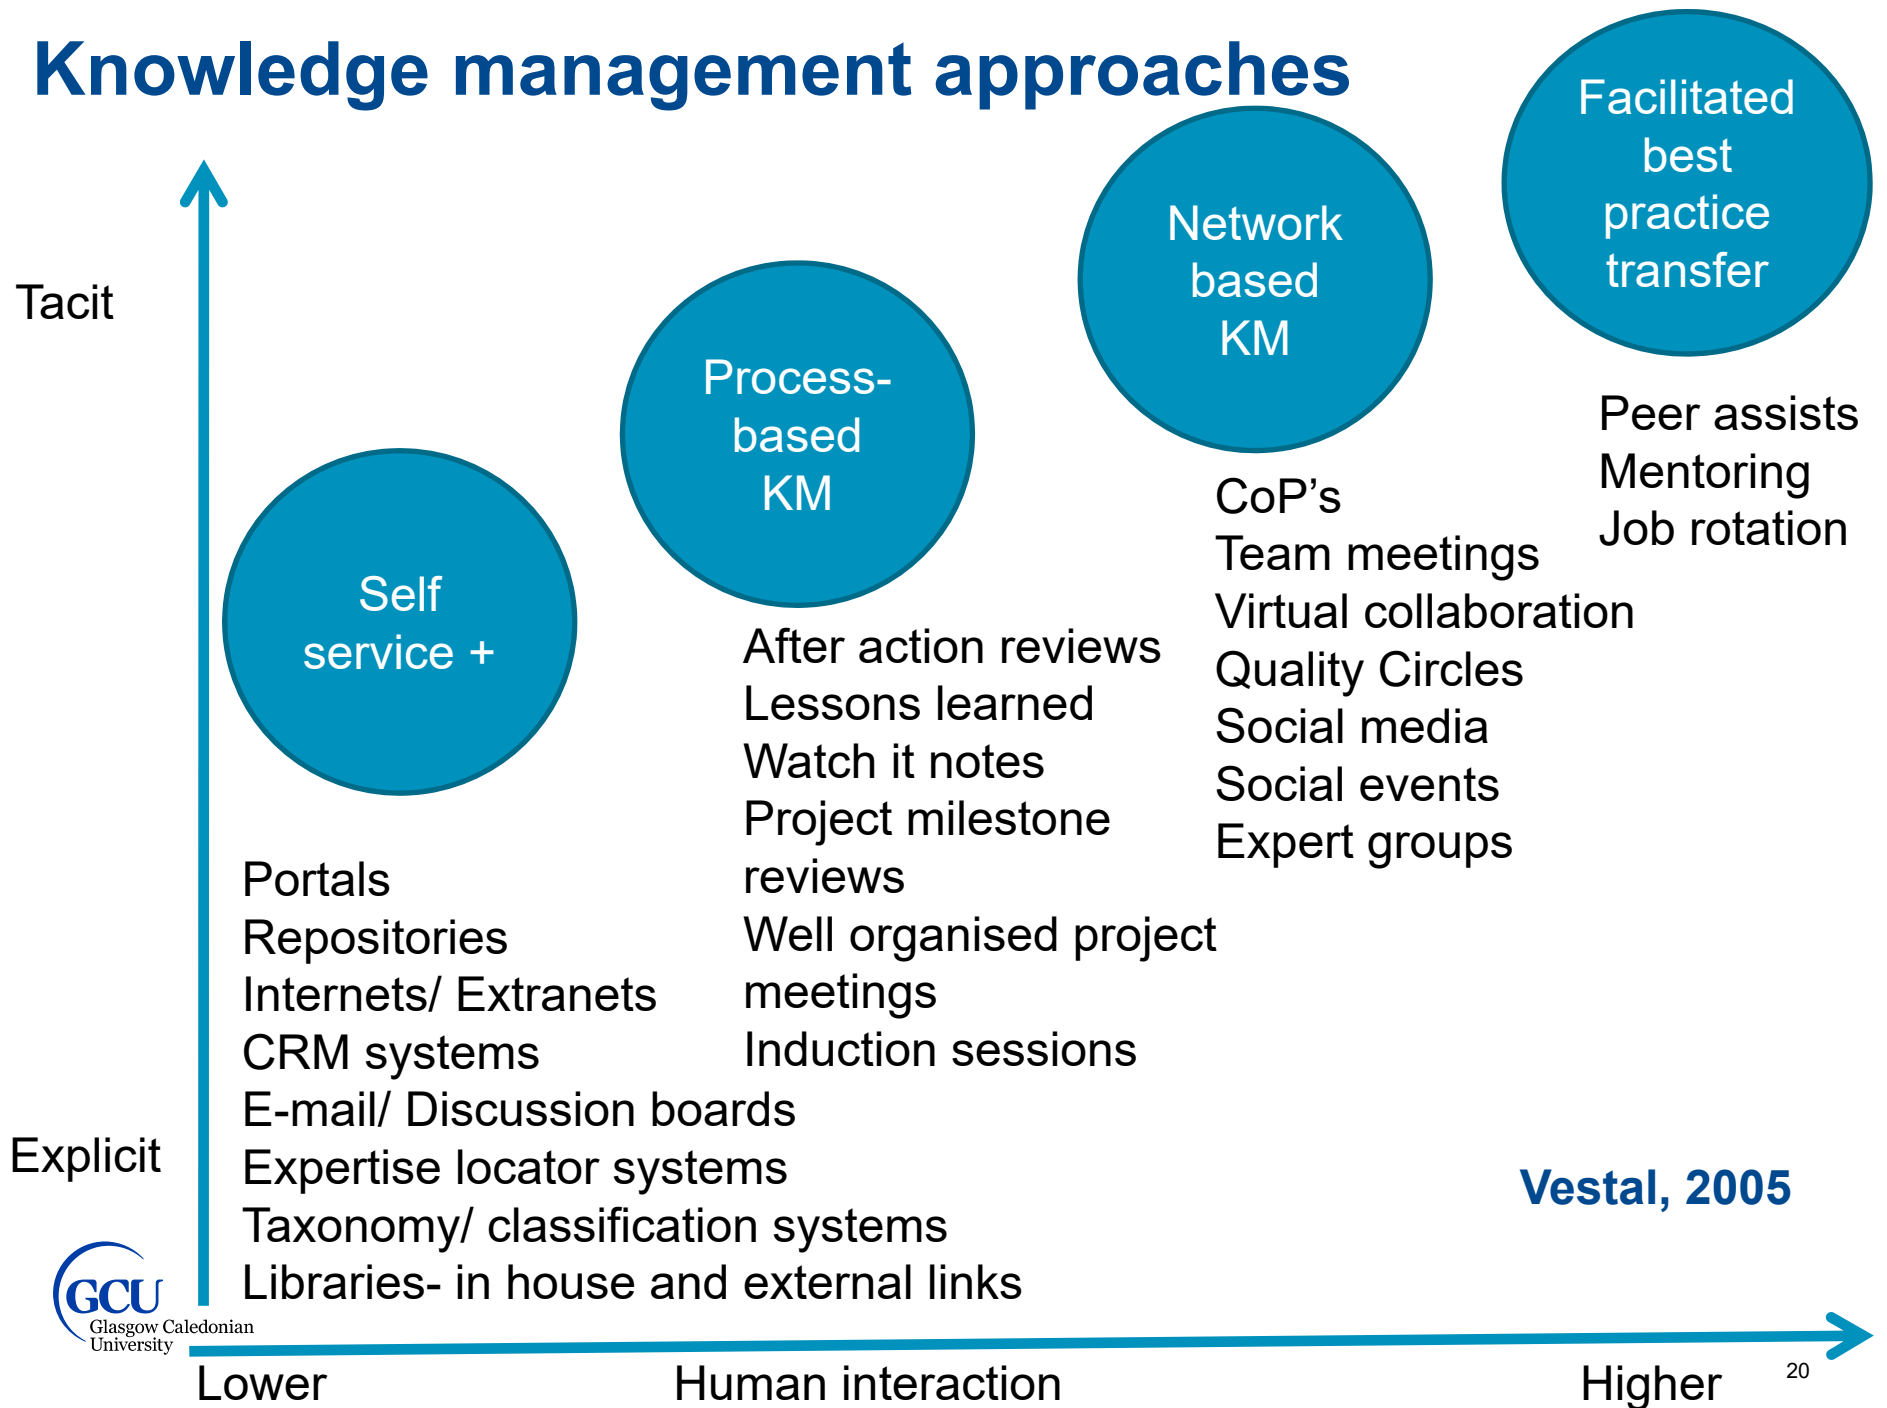 Knowledge management approaches
Facilitated
best
practice
transfer
Network
based
KM
Tacit
Process-
based
KM
Peer assists
Mentoring
Job rotation
Self
service +
CoP’s
Team meetings
Virtual collaboration
Quality Circles
Social media
Social events
Expert groups
After action reviews
Lessons learned
Watch it notes
Project milestone
reviews
Well organised project
meetings
Induction sessions
Portals
Repositories
Internets/ Extranets
CRM systems
E-mail/ Discussion boards
Expertise locator systems
Taxonomy/ classification systems
Libraries- in house and external links
Explicit
Vestal, 2005
GCU
Glasgow Caledonian
University
Lower
Human interaction
Higher
20